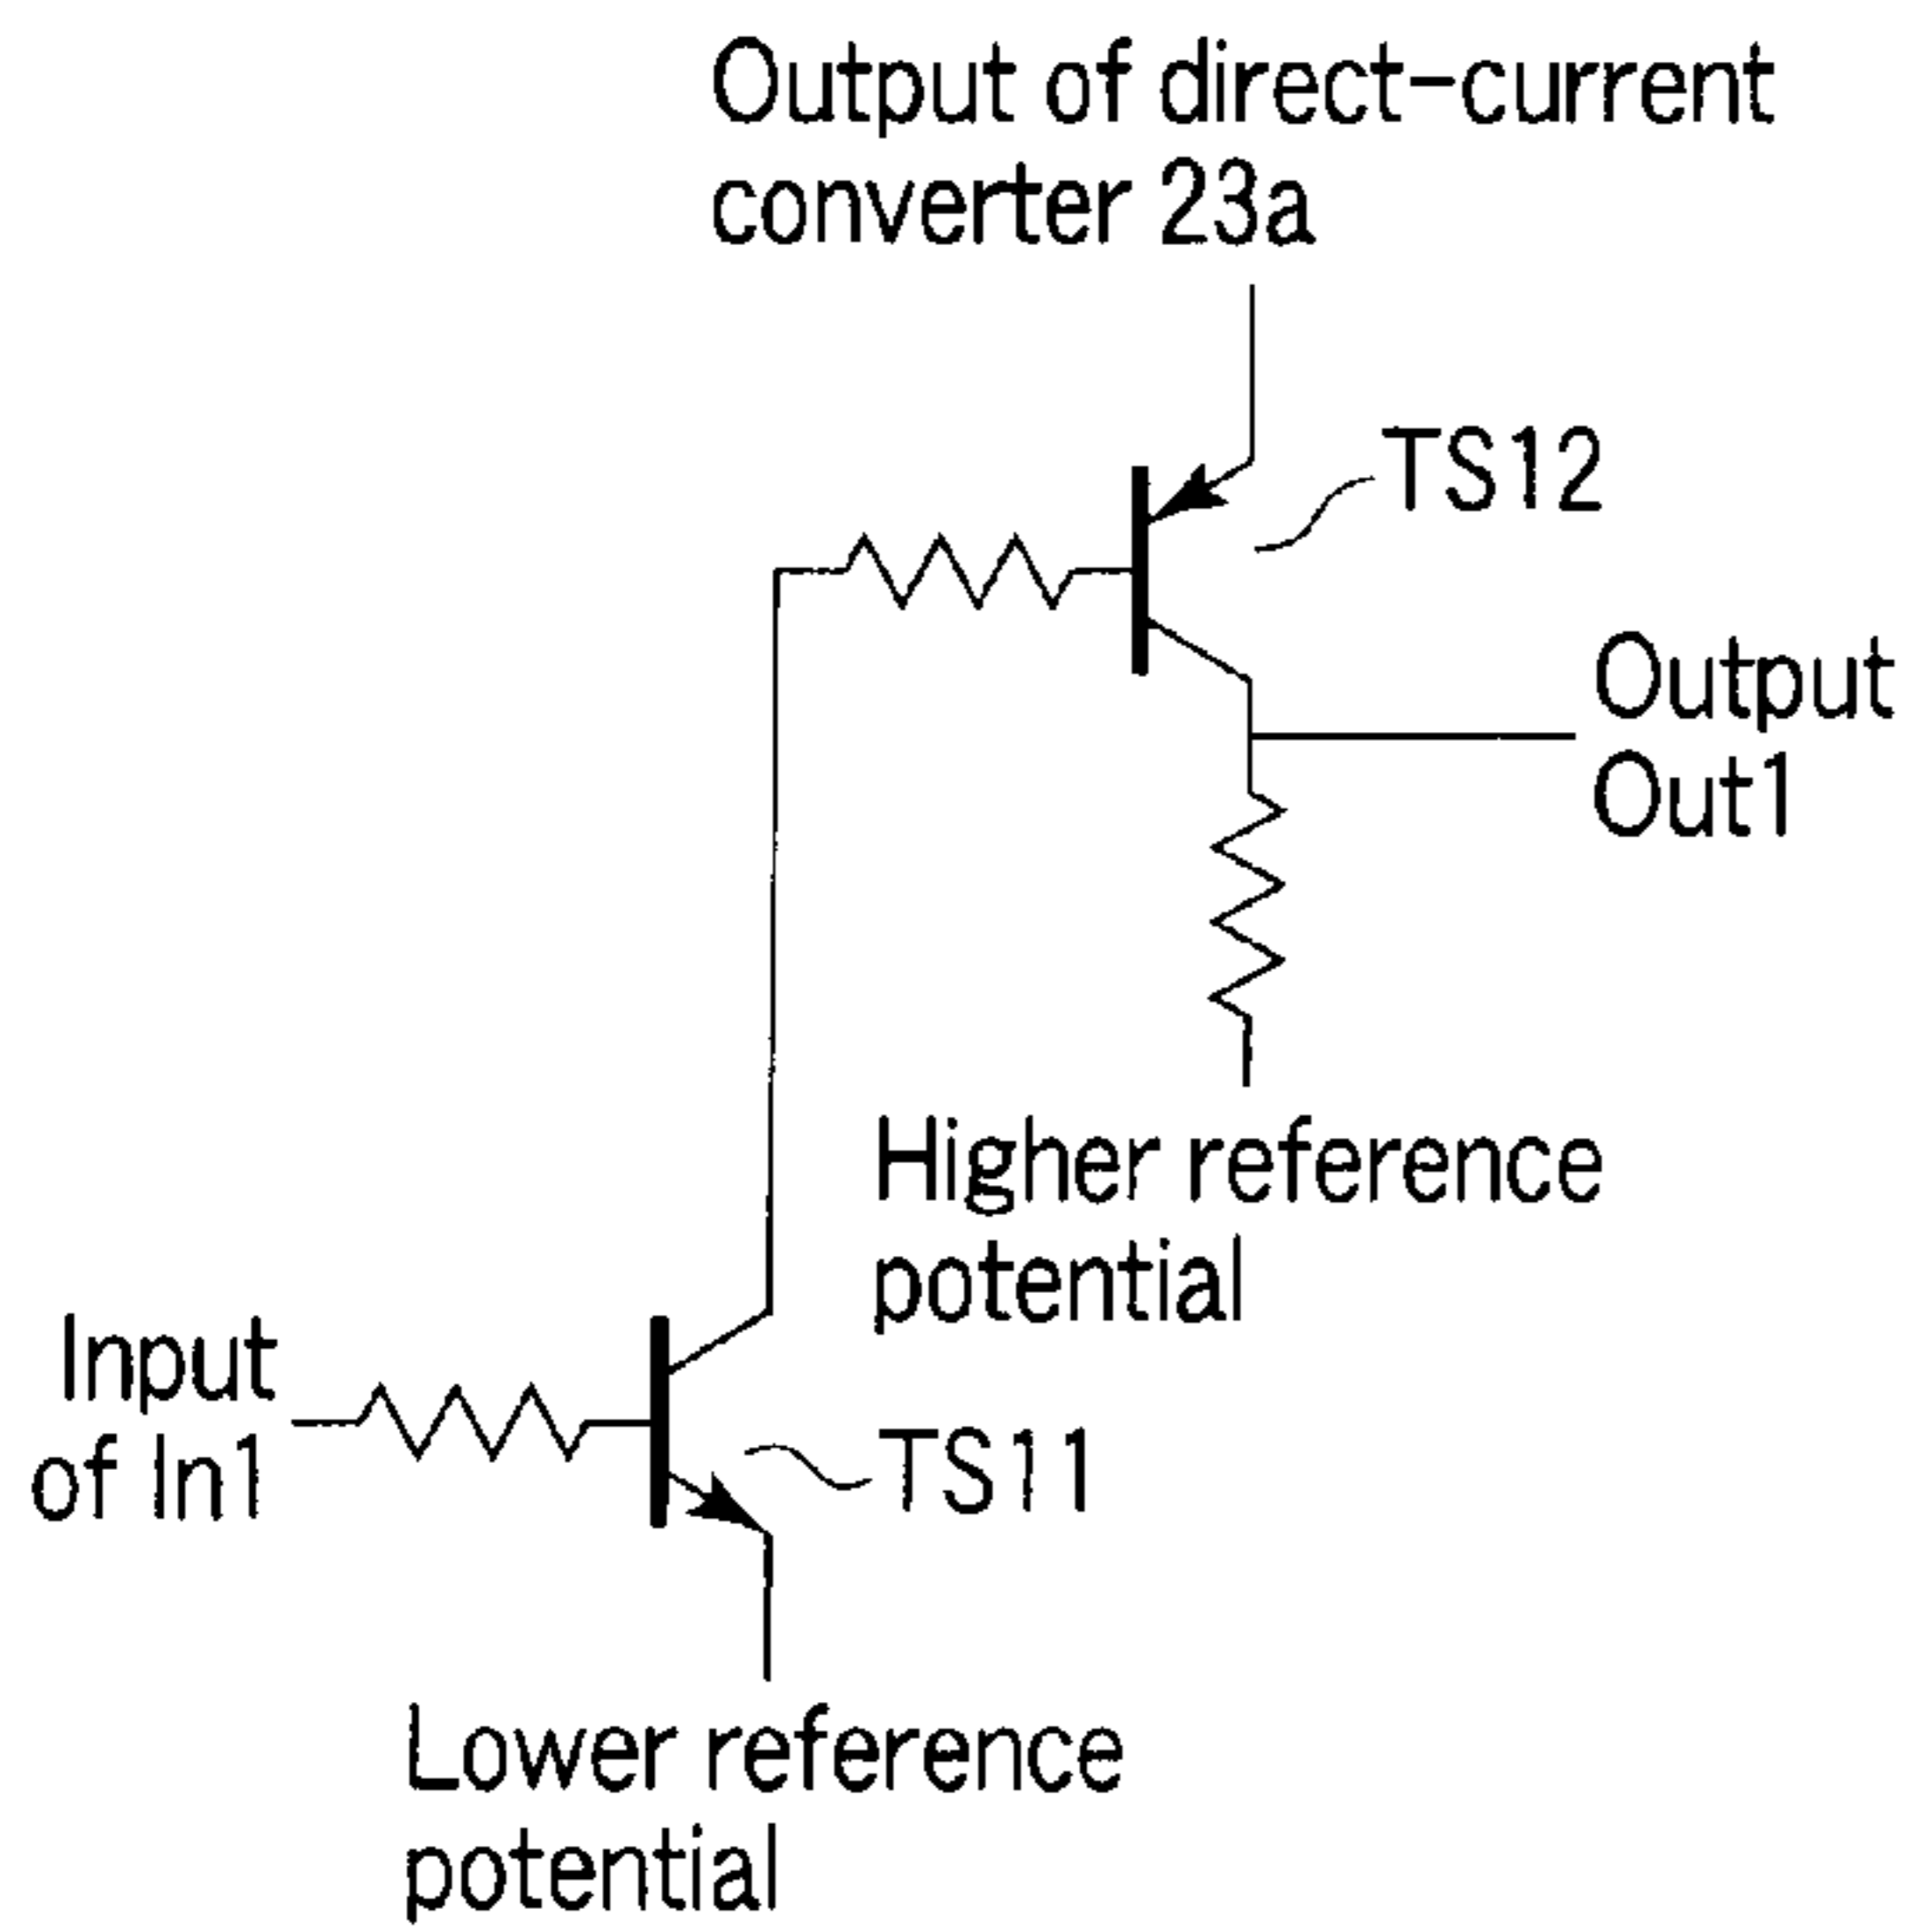 Output of direct-current
converter 23a
TS12
Output
Out1
Higher reference
potential
Input
of In1
TS11
Lower reference
potential